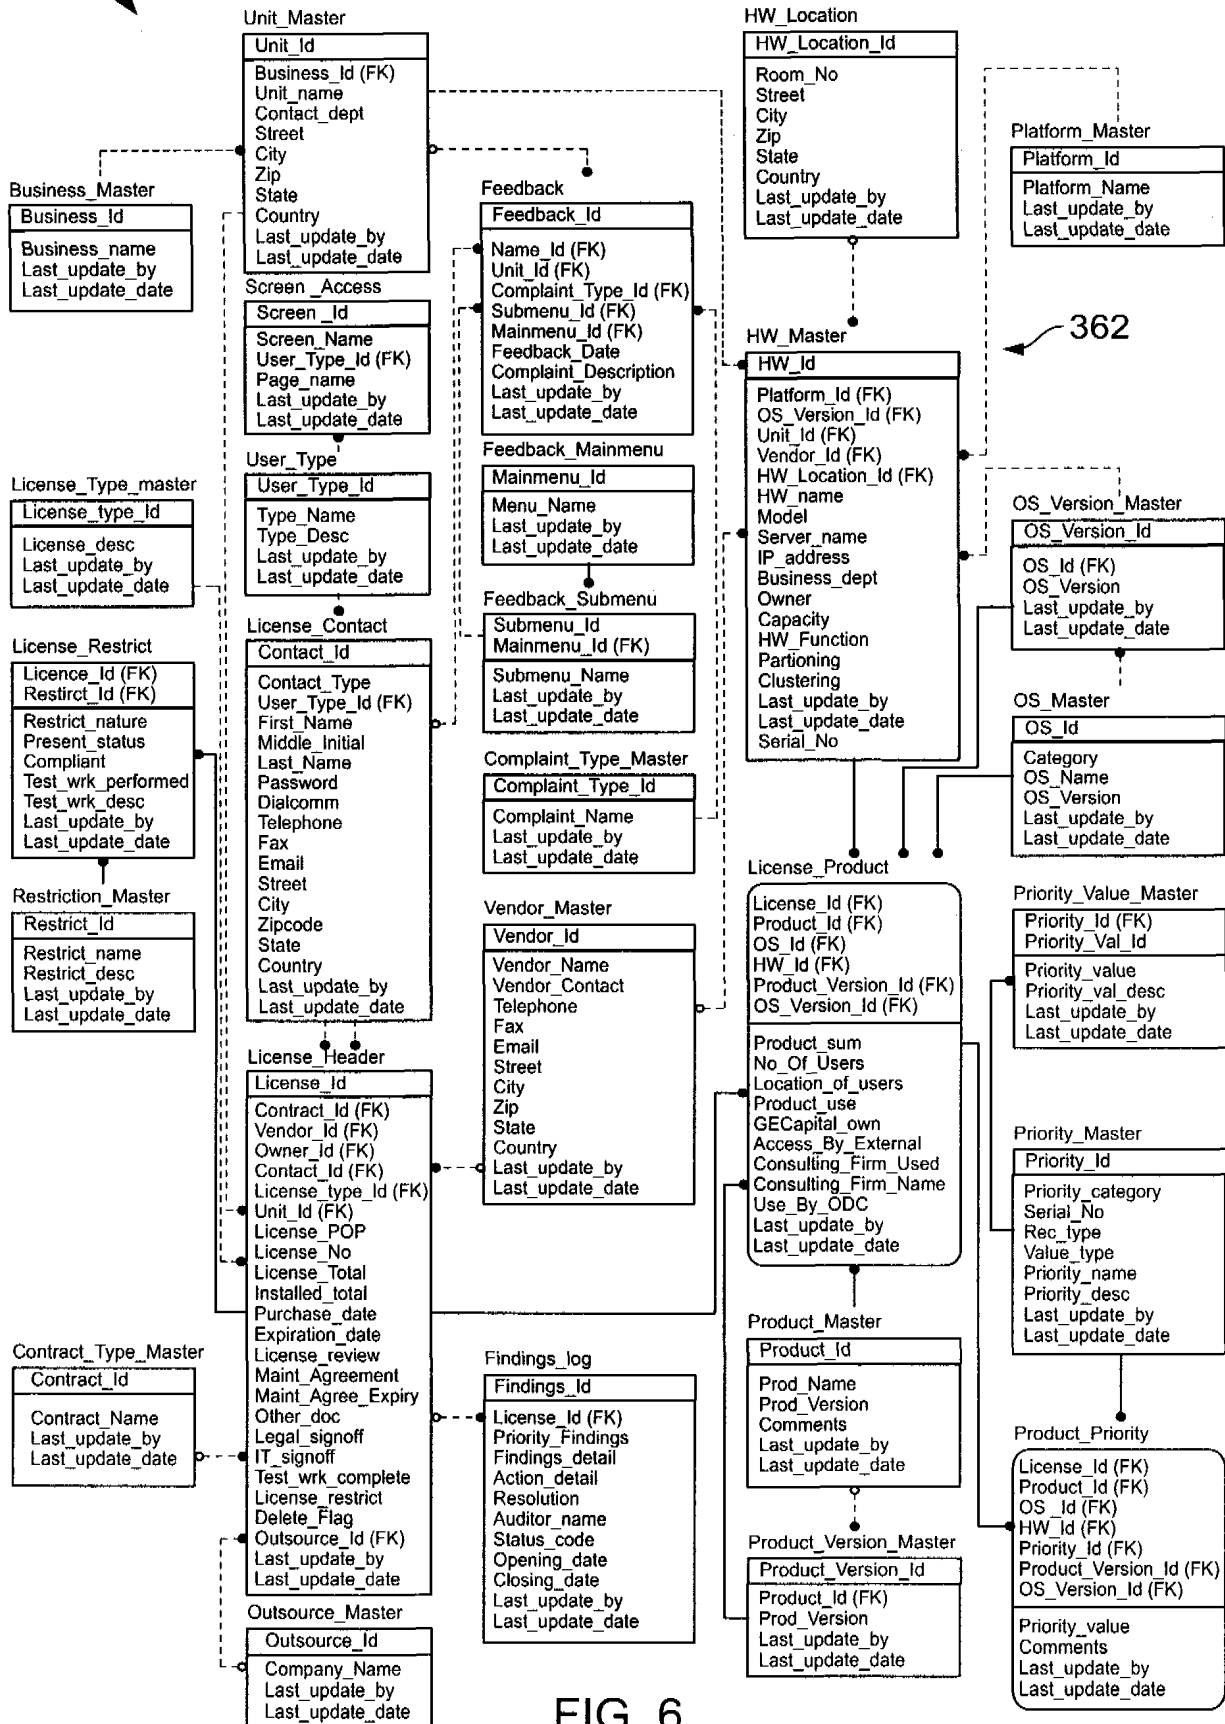 Unit_Master
Unit_Id
Business_Id (FK)
Unit_name
Contact_dept
Street
City
Zip
State
Country
Last_update_by
Last_update_date
HW_Location
HW_Location_Id
Room_No
Street
City
Zip
State
Country
Last_update_by
Last_update_date
Platform_Master
Platform_Id
Platform_Name
Last_update_by
Last_update_date
Business_Master
Business_Id
Business_name
Last_update_by
Last_update_date
Feedback
Feedback_Id
Name_Id (FK)
Unit_Id (FK)
Complaint_Type_Id (FK)
Submenu_Id (FK)
Mainmenu_Id (FK)
Feedback_Date
Complaint_Description
Last_update_by
Last_update_date
Screen _Access
Screen _Id
Screen_Name
User_Type_Id (FK)
Page_name
Last_update_by
Last_update_date
362
HW_Master
HW_Id
Platform_Id (FK)
OS_Version_Id (FK)
Unit_Id (FK)
Vendor_Id (FK)
HW_Location_Id (FK)
HW_name
Model
Server_name
IP_address
Business_dept
Owner
Capacity
HW_Function
Partioning
Clustering
Last_update_by
Last_update_date
Serial_No
User_Type
User_Type_Id
Type_Name
Type_Desc
Last_update_by
Last_update_date
Feedback_Mainmenu
Mainmenu_Id
Menu_Name
Last_update_by
Last_update_date
License_Type_master
License_type_Id
License_desc
Last_update_by
Last_update_date
OS_Version_Master
OS_Version_Id
OS_Id (FK)
OS_Version
Last_update_by
Last_update_date
Feedback_Submenu
Submenu_Id
Mainmenu_Id (FK)
Submenu_Name
Last_update_by
Last_update_date
License_Contact
Contact_Id
Contact_Type
User_Type_Id (FK)
First_Name
Middle_Initial
Last_Name
Password
Dialcomm
Telephone
Fax
Email
Street
City
Zipcode
State
Country
Last_update_by
Last_update_date
License_Restrict
Licence_Id (FK)
Restirct_Id (FK)
Restrict_nature
Present_status
Compliant
Test_wrk_performed
Test_wrk_desc
Last_update_by
Last_update_date
OS_Master
OS_Id
Category
OS_Name
OS_Version
Last_update_by
Last_update_date
Complaint_Type_Master
Complaint_Type_Id
Complaint_Name
Last_update_by
Last_update_date
License_Product
License_Id (FK)
Product_Id (FK)
OS_Id (FK)
HW_Id (FK)
Product_Version_Id (FK)
OS_Version_Id (FK)
Product_sum
No_Of_Users
Location_of_users
Product_use
GECapital_own
Access_By_External
Consulting_Firm_Used
Consulting_Firm_Name
Use_By_ODC
Last_update_by
Last_update_date
Restriction_Master
Restrict_Id
Restrict_name
Restrict_desc
Last_update_by
Last_update_date
Vendor_Master
Vendor_Id
Vendor_Name
Vendor_Contact
Telephone
Fax
Email
Street
City
Zip
State
Country
Last_update_by
Last_update_date
Priority_Value_Master
Priority_Id (FK)
Priority_Val_Id
Priority_value
Priority_val_desc
Last_update_by
Last_update_date
License_Header
License_Id
Contract_Id (FK)
Vendor_Id (FK)
Owner_Id (FK)
Contact_Id (FK)
License_type_Id (FK)
Unit_Id (FK)
License_POP
License_No
License_Total
Installed_total
Purchase_date
Expiration_date
License_review
Maint_Agreement
Maint_Agree_Expiry
Other_doc
Legal_signoff
IT_signoff
Test_wrk_complete
License_restrict
Delete_Flag
Outsource_Id (FK)
Last_update_by
Last_update_date
Priority_Master
Priority_Id
Priority_category
Serial_No
Rec_type
Value_type
Priority_name
Priority_desc
Last_update_by
Last_update_date
Product_Master
Product_Id
Prod_Name
Prod_Version
Comments
Last_update_by
Last_update_date
Contract_Type_Master
Contract_Id
Contract_Name
Last_update_by
Last_update_date
Findings_log
Findings_Id
License_Id (FK)
Priority_Findings
Findings_detail
Action_detail
Resolution
Auditor_name
Status_code
Opening_date
Closing_date
Last_update_by
Last_update_date
Product_Priority
License_Id (FK)
Product_Id (FK)
OS _Id (FK)
HW_Id (FK)
Priority_Id (FK)
Product_Version_Id (FK)
OS_Version_Id (FK)
Priority_value
Comments
Last_update_by
Last_update_date
Product_Version_Master
Product_Version_Id
Product_Id (FK)
Prod_Version
Last_update_by
Last_update_date
Outsource_Master
Outsource_Id
Company_Name
Last_update_by
Last_update_date
FIG. 6